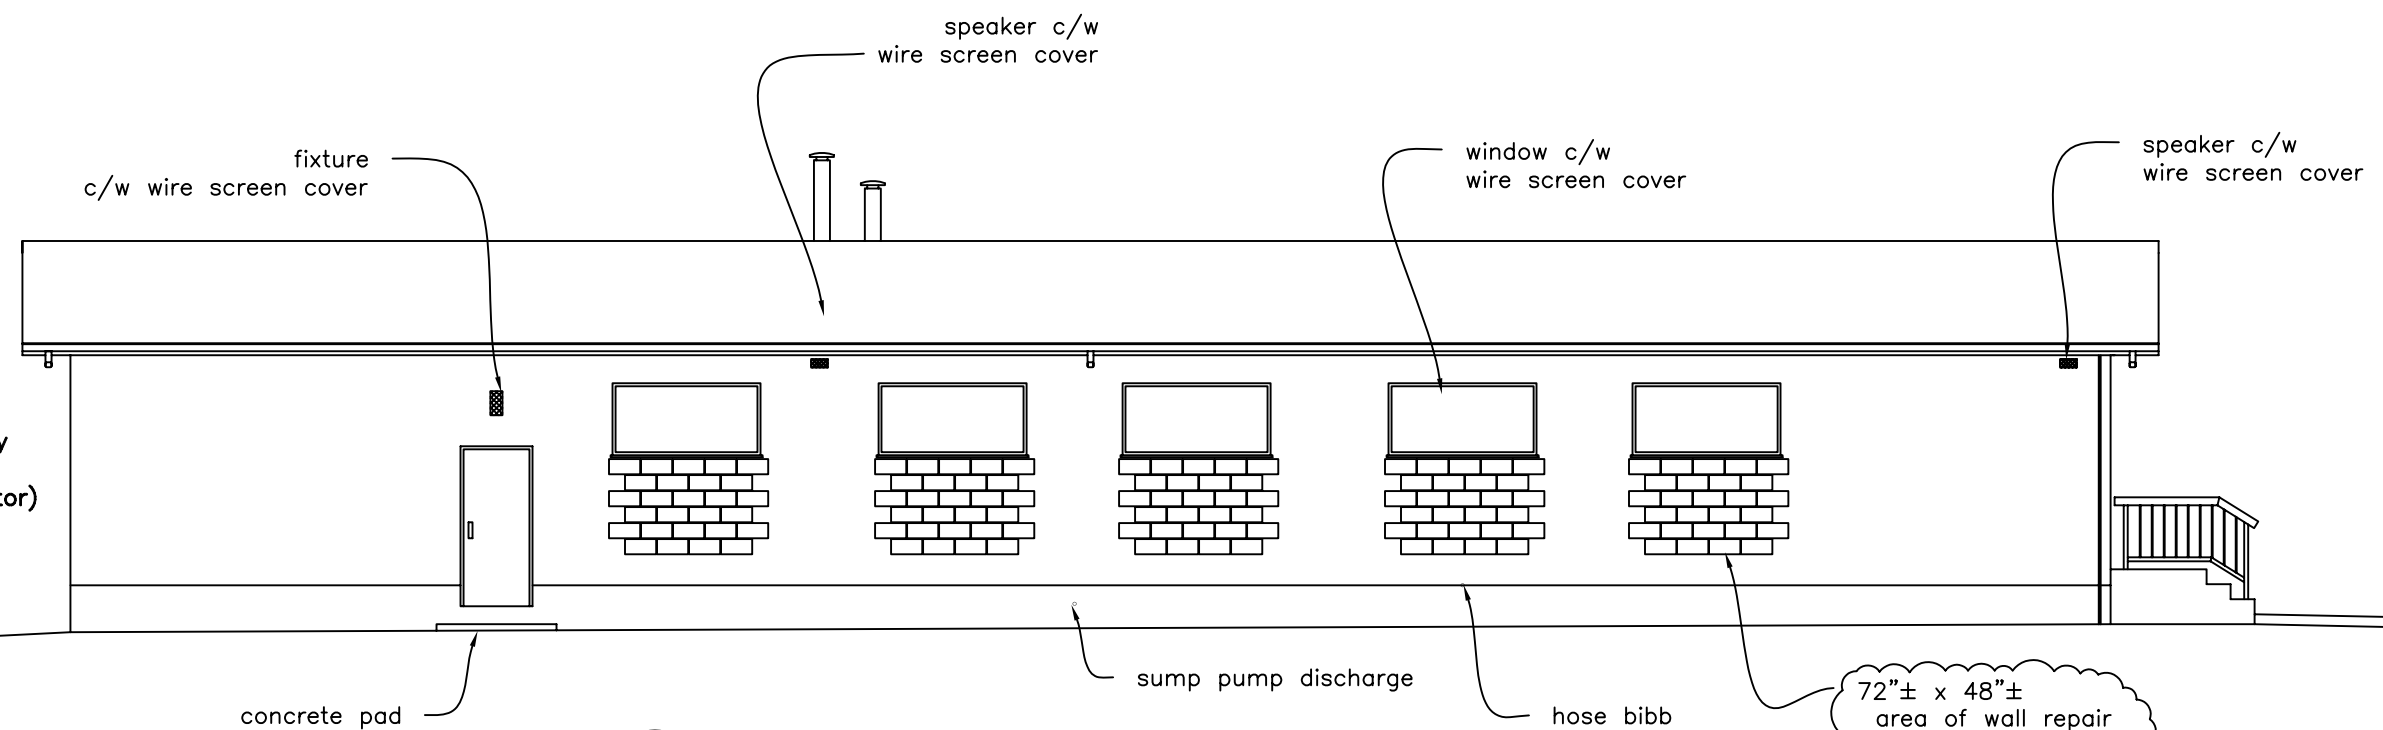 speaker c/w
wire screen cover
fixture
c/w wire screen cover
window c/w
wire screen cover
speaker c/w
wire screen cover
sump pump discharge
concrete pad
hose bibb
72"± x 48"±
area of wall repair